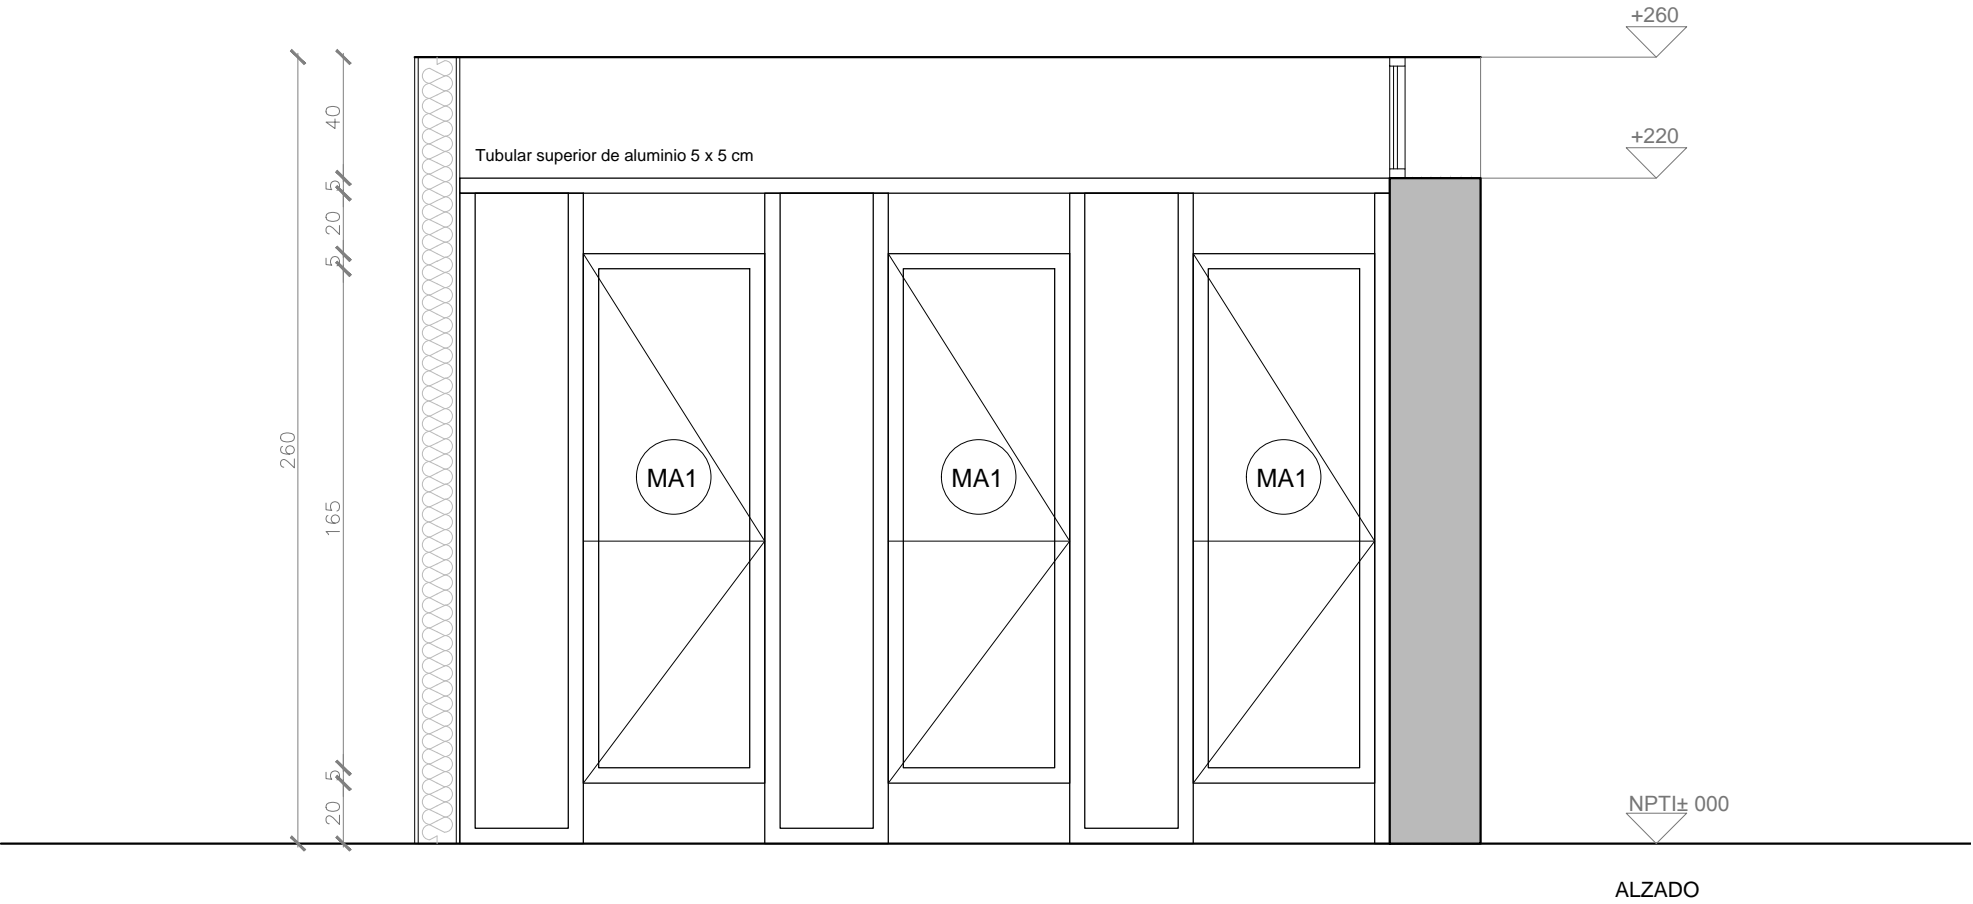 +260
40
Tubular superior de aluminio 5 x 5 cm
+220
5
20
5
260
165
MA1
MA1
MA1
5
20
NPTI± 000
ALZADO